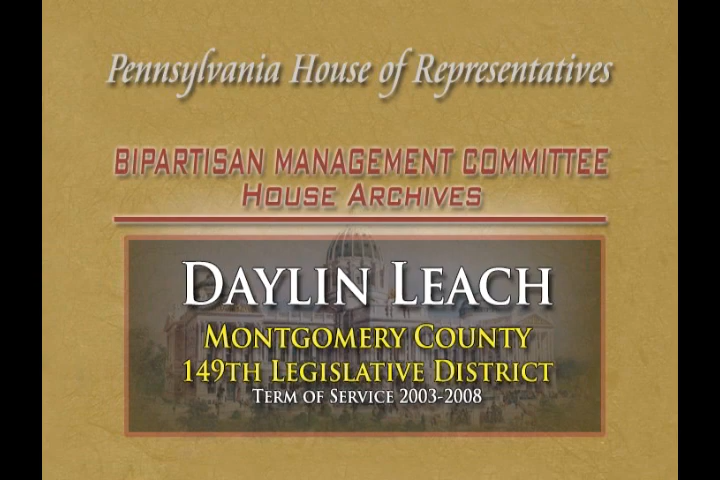 Pennsylvania House of Representatives
BIPARTISAN MANAGEMENT COMMITTEE
HOUSE ARCHIVES
DAYLIN LEACH
MONTGOMERY COUNTY
149TH LEGISLATIVE DISTRICT
TERM OF SERVICE 2003-2008